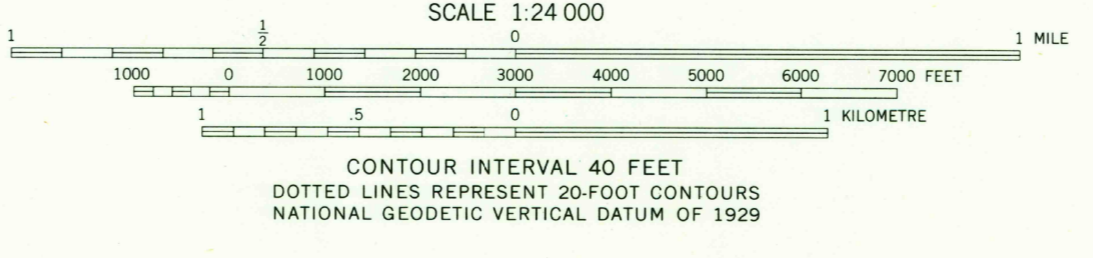 SCALE 1:24 000
1 1/2 0 1 MILE
1000 0 1000 2000 3000 4000 5000 6000 7000 FEET
1 .5 0 1 KILOMETRE
CONTOUR INTERVAL 40 FEET
DOTTED LINES REPRESENT 20-FOOT CONTOURS
NATIONAL GEODETIC VERTICAL DATUM OF 1929